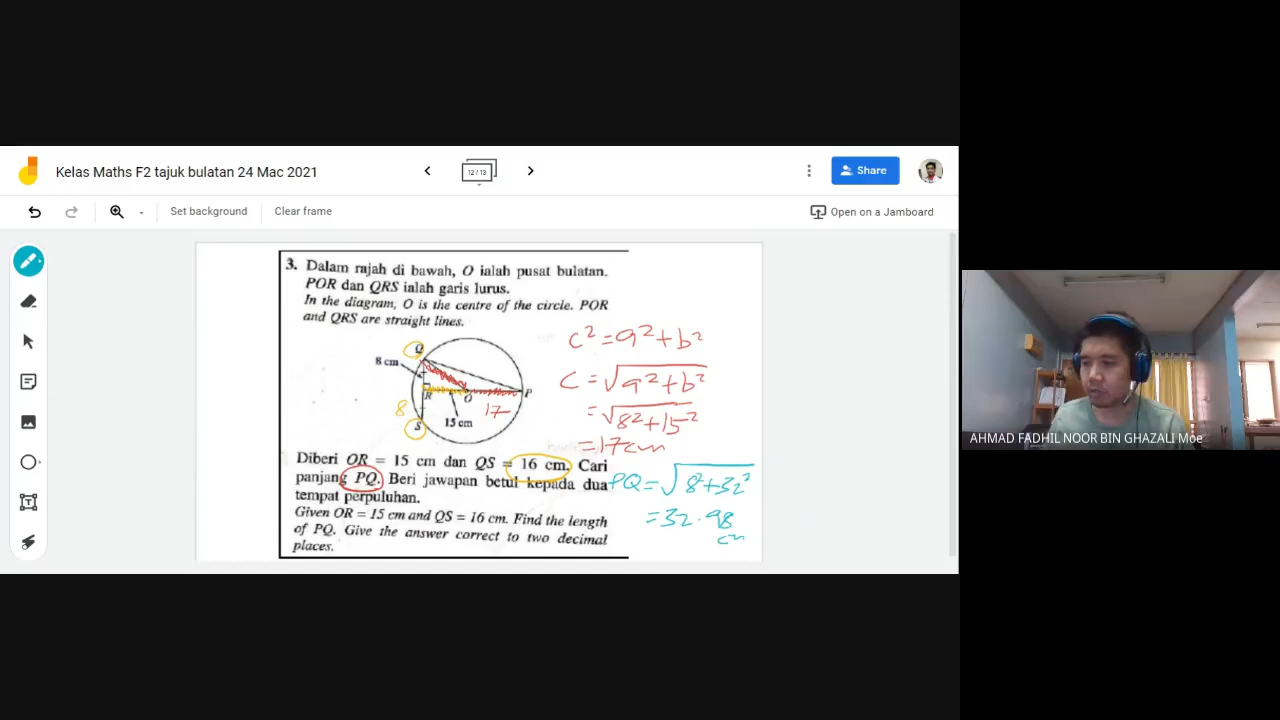 Kelas Maths F2 tajuk bulatan 24 Mac 2021
12 / 13
Share
Set background
Clear frame
Open on a Jamboard
3. Dalam rajah di bawah, O ialah pusat bulatan.
POR dan QRS ialah garis lurus.
In the diagram, O is the centre of the circle. POR
and QRS are straight lines.
Q
8 cm
R
O
P
8
17
S
15 cm
c² = a² + b²
c = √a² + b²
= √8² + 15²
= 17cm
Diberi OR = 15 cm dan QS = 16 cm. Cari
panjang PQ. Beri jawapan betul kepada dua
tempat perpuluhan.
Given OR = 15 cm and QS = 16 cm. Find the length
of PQ. Give the answer correct to two decimal
places.
PQ = √8² + 32²
= 32.98
cm
AHMAD FADHIL NOOR BIN GHAZALI Moe